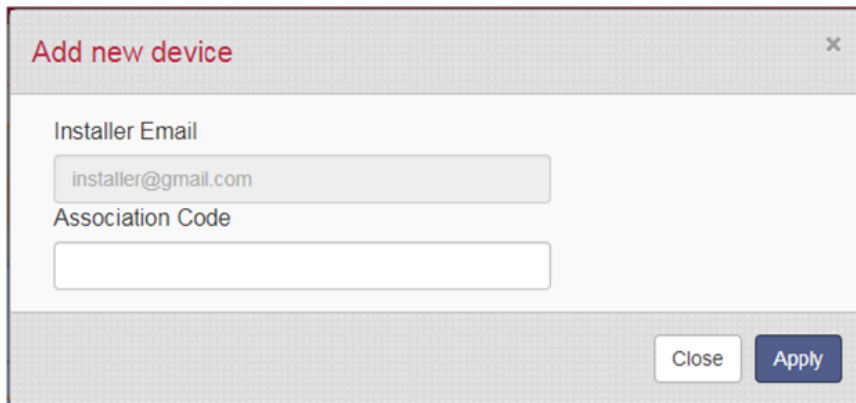 Add new device
×
Installer Email
installer@gmail.com
Association Code
Close Apply